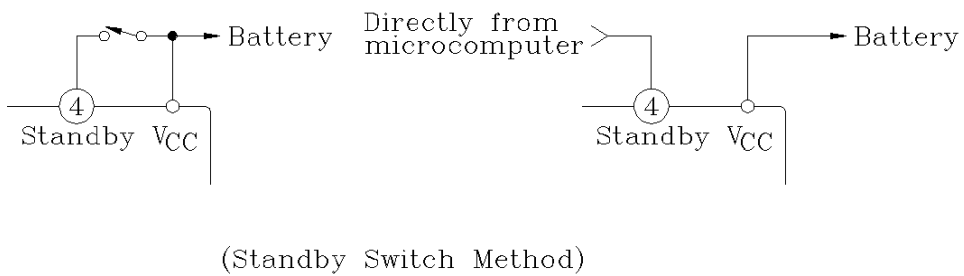 Battery
Directly from
microcomputer
Battery
4
Standby VCC
4
Standby VCC
(Standby Switch Method)